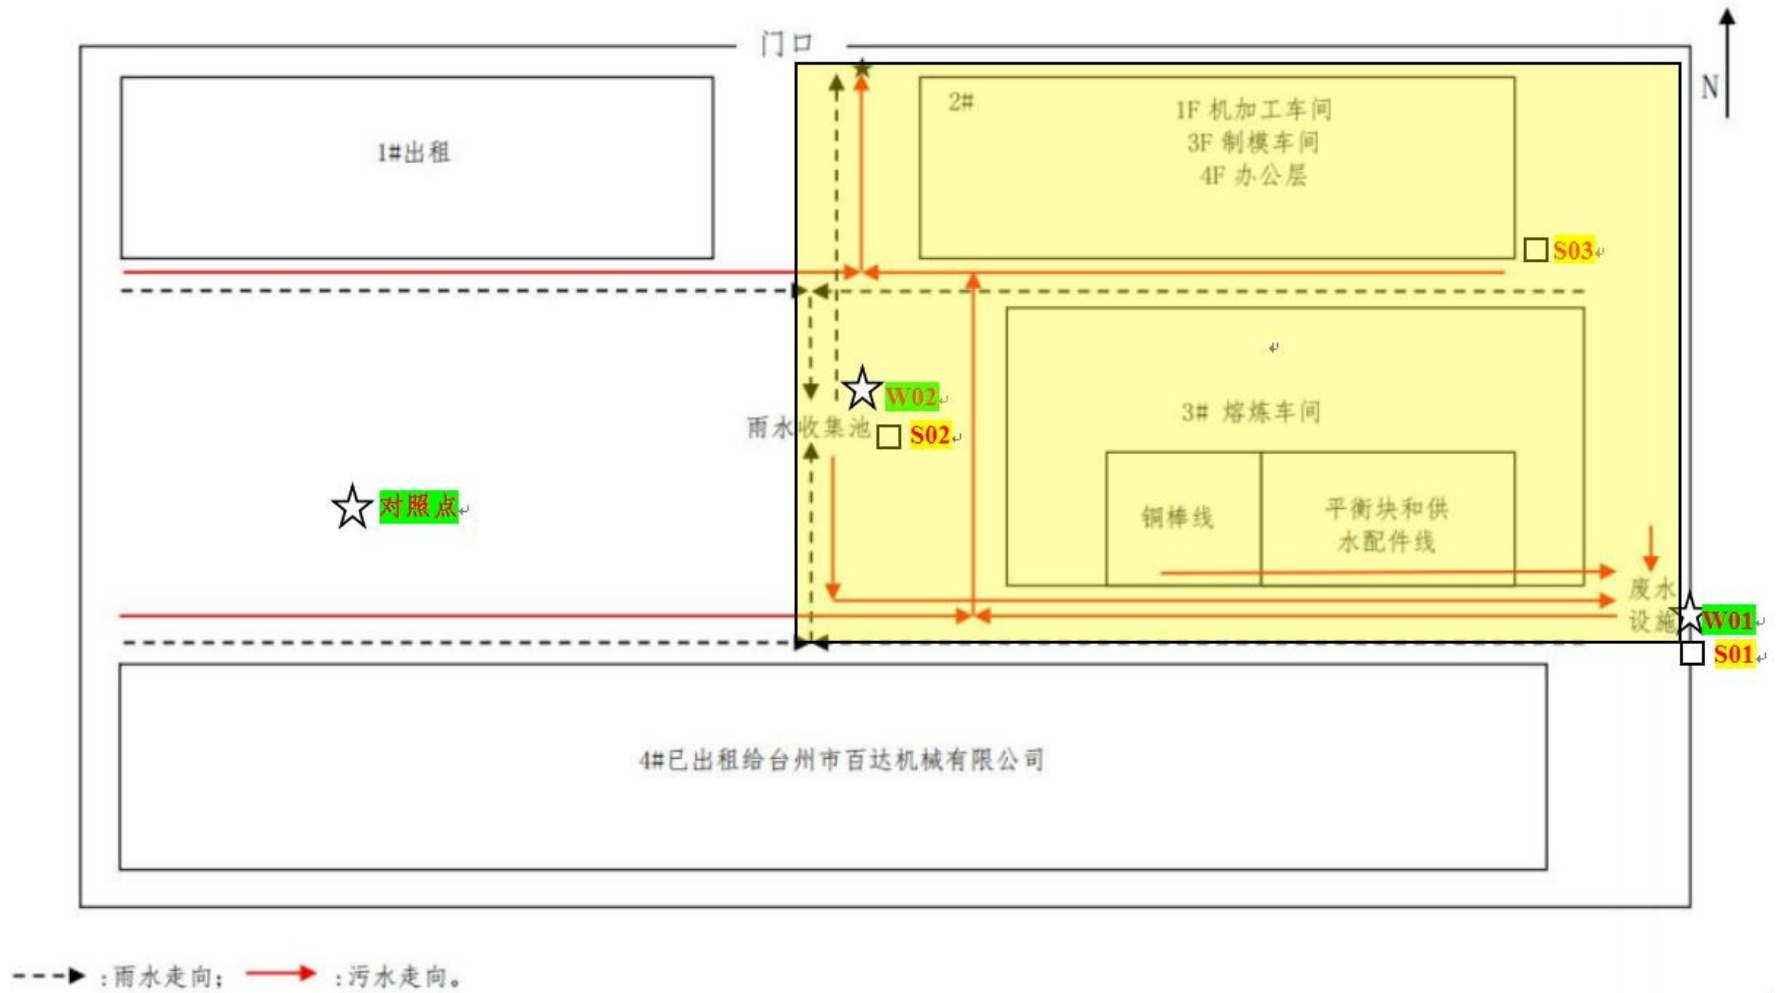 门口
N
1#出租
2#
1F 机加工车间
3F 制模车间
4F 办公层
S03
W02
雨水收集池
S02
3# 熔炼车间
对照点
铜棒线
平衡块和供
水配件线
废水
设施
W01
S01
4#已出租给台州市百达机械有限公司
:雨水走向;
:污水走向。